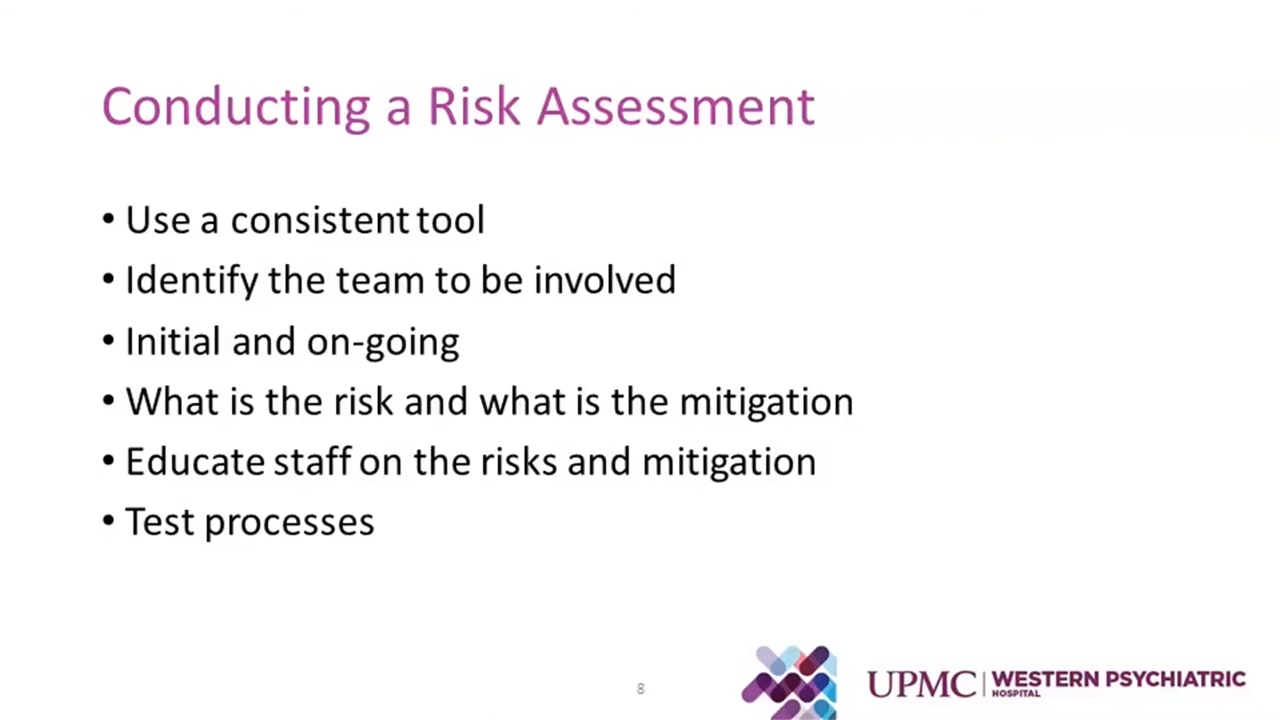 Conducting a Risk Assessment
• Use a consistent tool
• Identify the team to be involved
• Initial and on-going
• What is the risk and what is the mitigation
• Educate staff on the risks and mitigation
• Test processes
8
UPMC | WESTERN PSYCHIATRIC
HOSPITAL